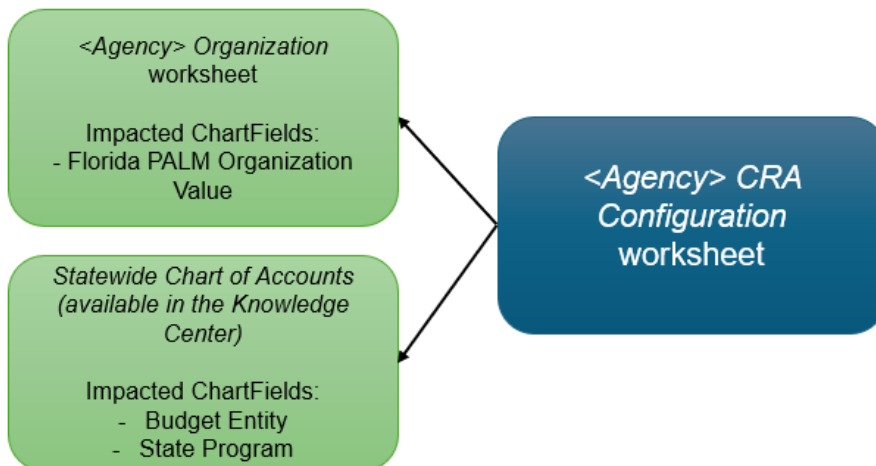 <Agency> Organization
worksheet
Impacted ChartFields:
- Florida PALM Organization
Value
Statewide Chart of Accounts
(available in the Knowledge
Center)
Impacted ChartFields:
- Budget Entity
- State Program
<Agency> CRA
Configuration
worksheet